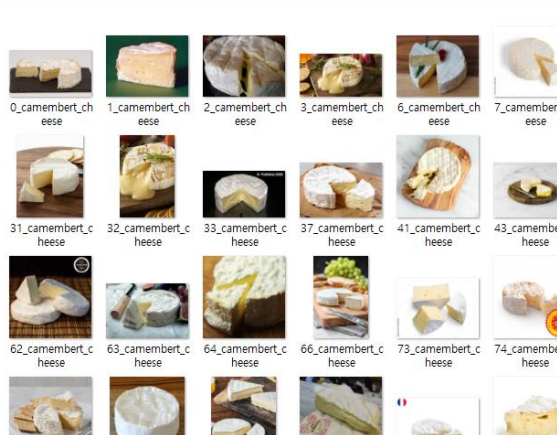 0_camembert_ch
eese
1_camembert_ch
eese
2_camembert_ch
eese
3_camembert_ch
eese
6_camembert_ch
eese
7_camember
eese
31_camembert_c
heese
32_camembert_c
heese
33_camembert_c
heese
37_camembert_c
heese
41_camembert_c
heese
43_camembe
heese
62_camembert_c
heese
63_camembert_c
heese
64_camembert_c
heese
66_camembert_c
heese
73_camembert_c
heese
74_camembe
heese